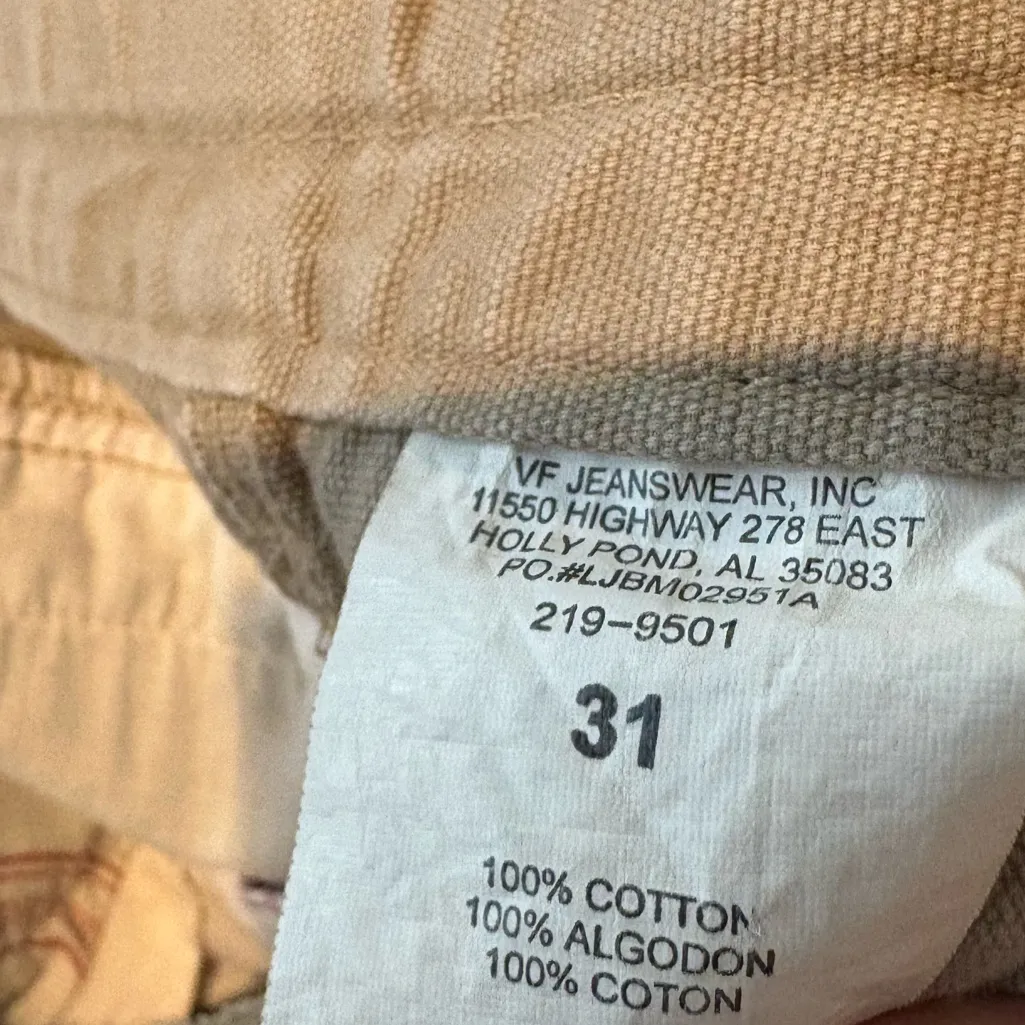 VF JEANSWEAR, INC
11550 HIGHWAY 278 EAST
HOLLY POND, AL 35083
PO.#LJBM02951A
219-9501
31
100% COTTON
100% ALGODON
100% COTON